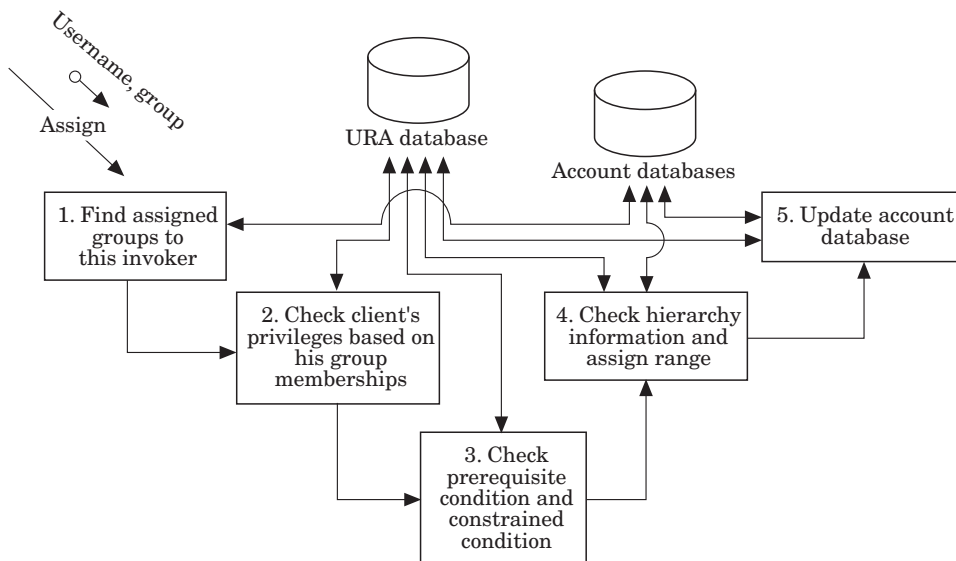 Username, group
Assign
URA database
Account databases
1. Find assigned
groups to
this invoker
2. Check client's
privileges based on
his group
memberships
3. Check
prerequisite
condition and
constrained
condition
4. Check hierarchy
information and
assign range
5. Update account
database